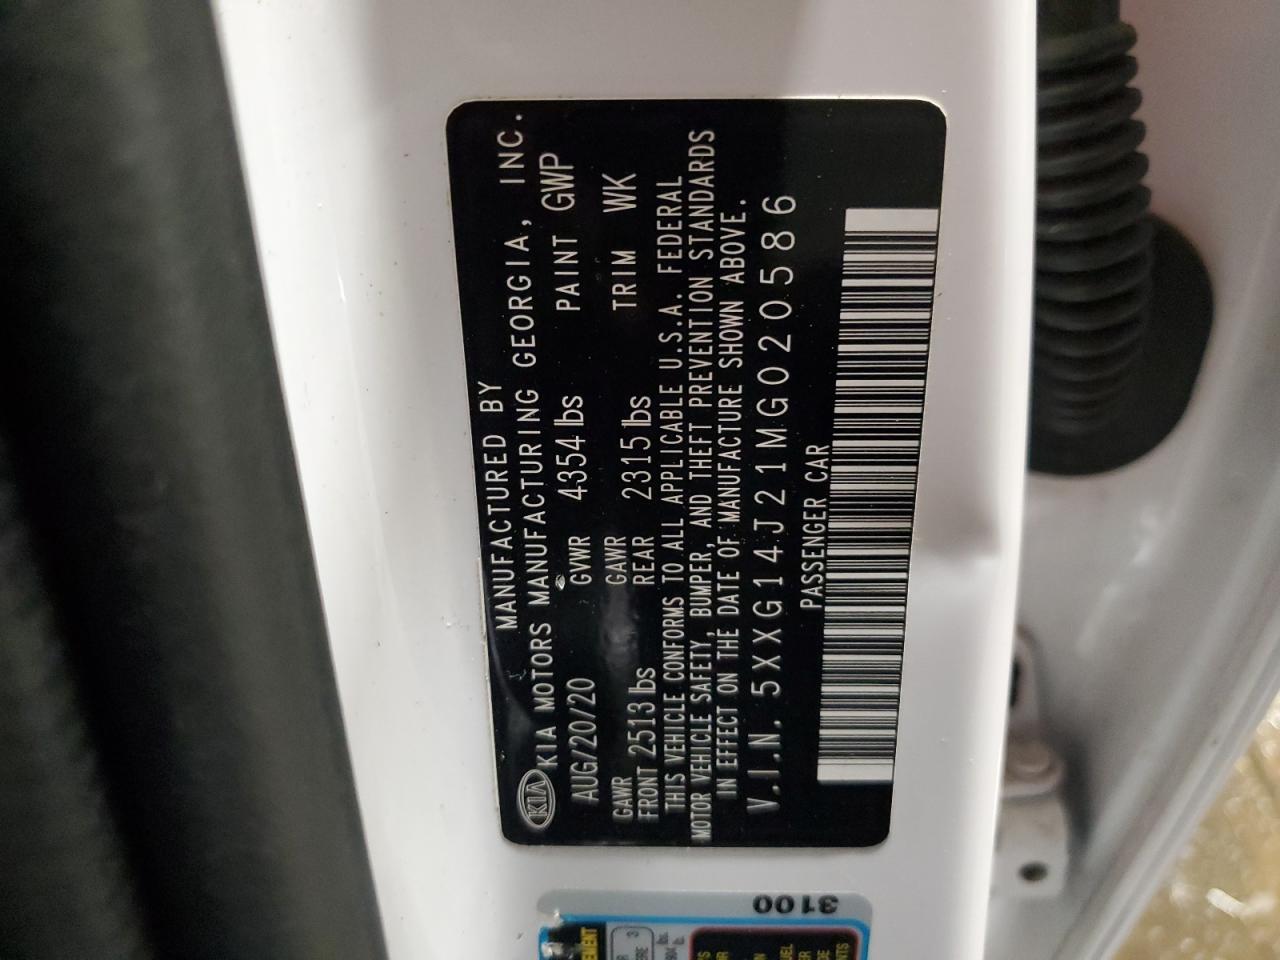 MANUFACTURED BY
KIA KIA MOTORS MANUFACTURING GEORGIA, INC.
AUG/20/20 GVWR 4354 lbs PAINT GWP
GAWR FRONT 2513 lbs GAWR REAR 2315 lbs TRIM WK
THIS VEHICLE CONFORMS TO ALL APPLICABLE U.S.A. FEDERAL
MOTOR VEHICLE SAFETY, BUMPER, AND THEFT PREVENTION STANDARDS
IN EFFECT ON THE DATE OF MANUFACTURE SHOWN ABOVE.
V.I.N. 5XXG14J21MG020586
PASSENGER CAR
3100